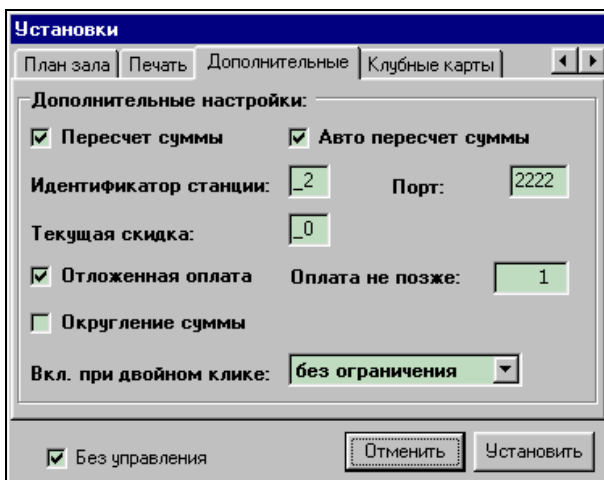 Установки
План зала Печать Дополнительные Клубные карты
Дополнительные настройки:
Пересчет суммы Авто пересчет суммы
Идентификатор станции: _2 Порт: 2222
Текущая скидка: _0
Отложенная оплата Оплата не позже: 1
Округление суммы
Вкл. при двойном клике: без ограничения
Без управления Отменить Установить